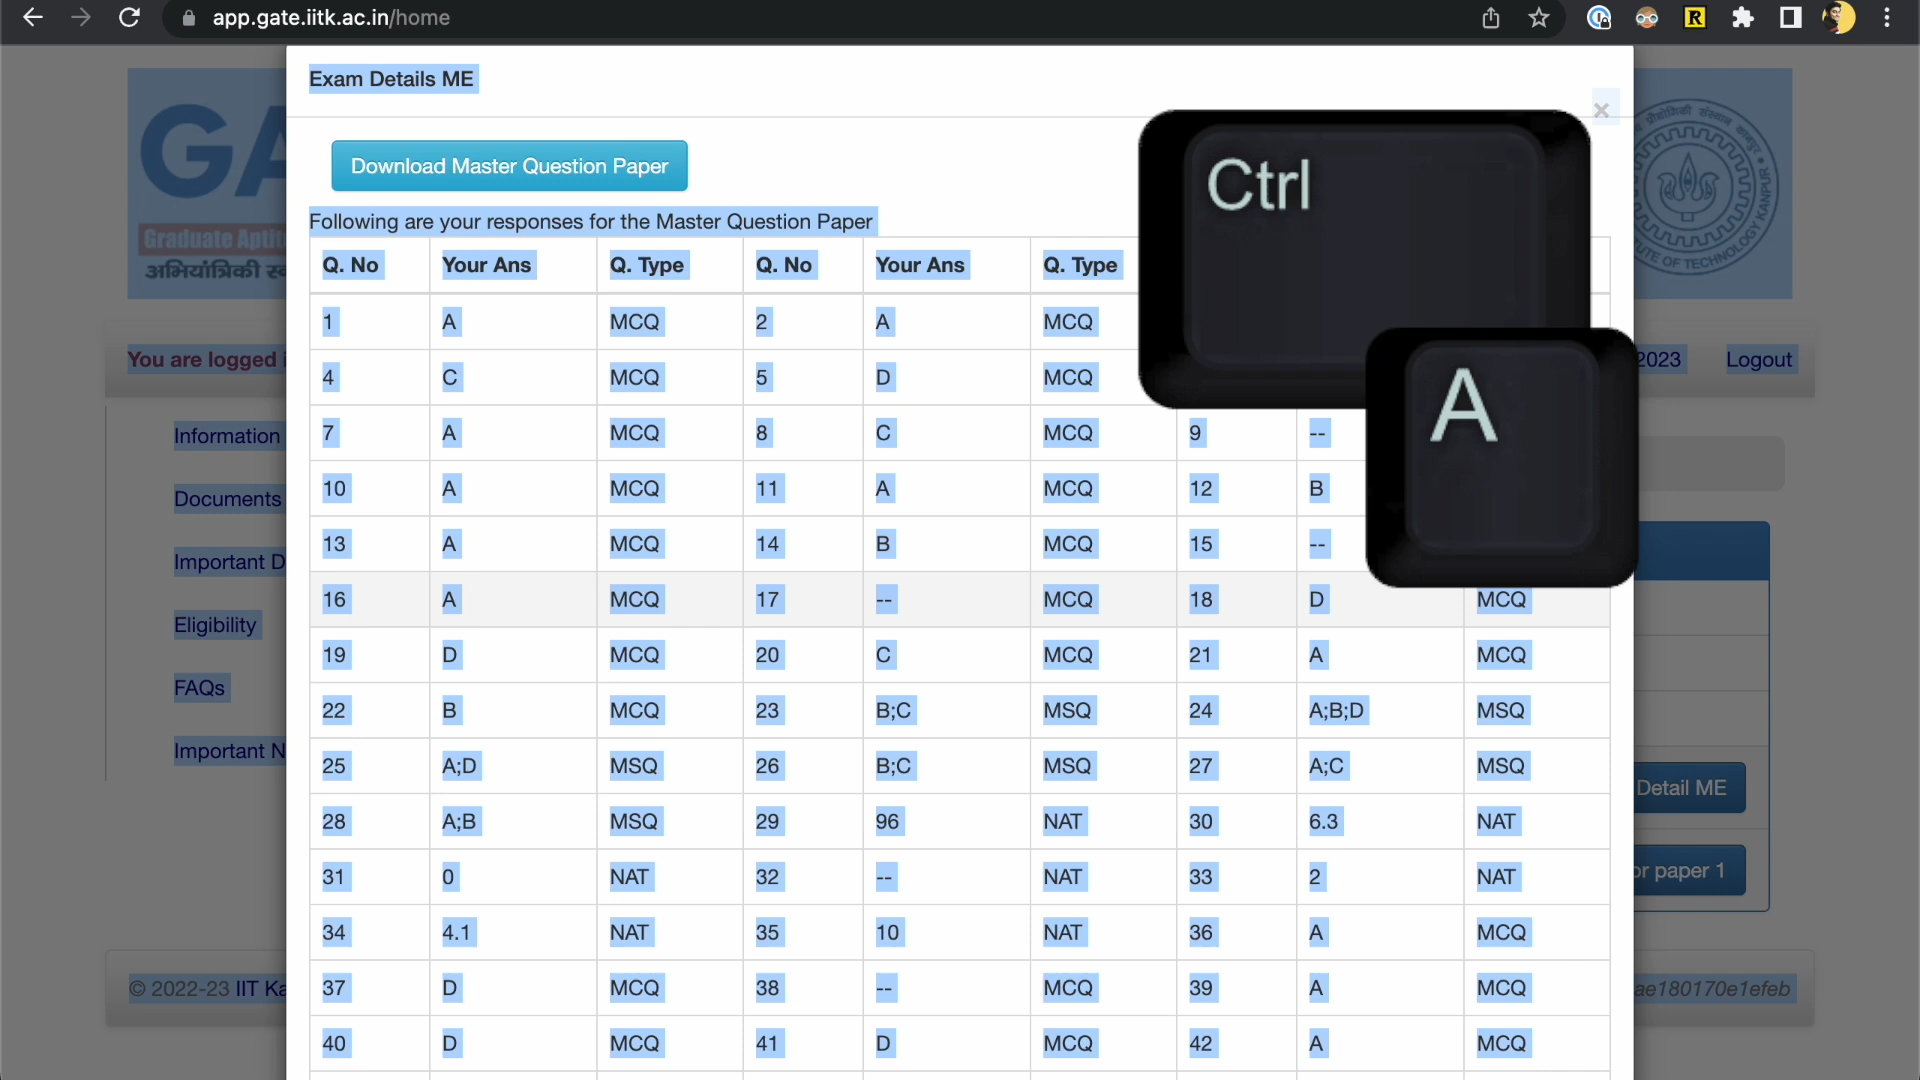 app.gate.iitk.ac.in/home
R
Exam Details ME
×
Download Master Question Paper
Following are your responses for the Master Question Paper
Q. No Your Ans Q. Type Q. No Your Ans Q. Type
1 A MCQ 2 A MCQ
4 C MCQ 5 D MCQ
7 A MCQ 8 C MCQ 9 --
10 A MCQ 11 A MCQ 12 B
13 A MCQ 14 B MCQ 15 --
16 A MCQ 17 -- MCQ 18 D MCQ
19 D MCQ 20 C MCQ 21 A MCQ
22 B MCQ 23 B;C MSQ 24 A;B;D MSQ
25 A;D MSQ 26 B;C MSQ 27 A;C MSQ
28 A;B MSQ 29 96 NAT 30 6.3 NAT
31 0 NAT 32 -- NAT 33 2 NAT
34 4.1 NAT 35 10 NAT 36 A MCQ
37 D MCQ 38 -- MCQ 39 A MCQ
40 D MCQ 41 D MCQ 42 A MCQ
Ctrl
A
GA
Graduate Aptit
अभियांत्रिकी
OF TECHNOLOGY KANPUR
You are logged
2023
Logout
Information
Documents
Important D
Eligibility
FAQs
Important N
Detail ME
or paper 1
© 2022-23 IIT Ka
ae180170e1efeb